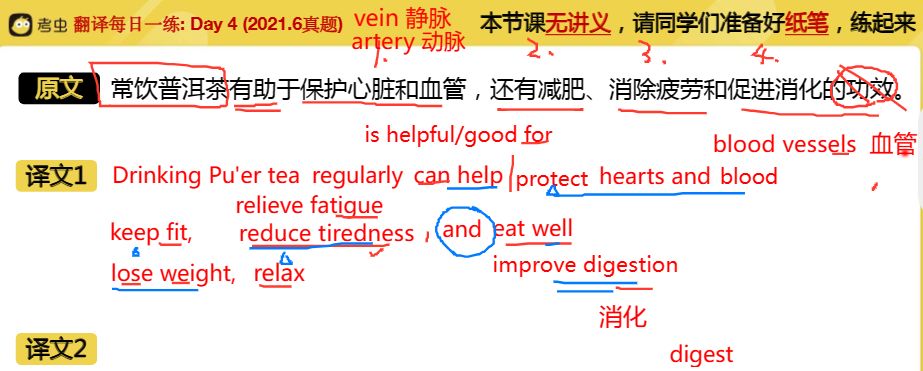 考虫 翻译每日一练: Day 4 (2021.6真题)
vein 静脉
artery 动脉
本节课无讲义，请同学们准备好纸笔，练起来
1. 2. 3. 4.
原文 常饮普洱茶有助于保护心脏和血管，还有减肥、消除疲劳和促进消化的功效。
is helpful/good for
blood vessels 血管
译文1 Drinking Pu'er tea regularly can help protect hearts and blood
relieve fatigue
keep fit, reduce tiredness, and eat well
lose weight, relax improve digestion
消化
译文2
digest